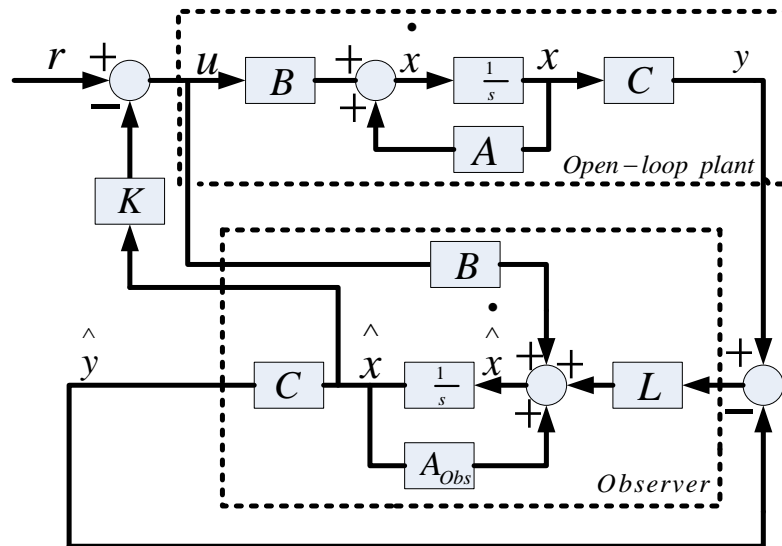 r + − u B + + ẋ 1/s x C y
A
Open−loop plant
K
B
ŷ C x̂ 1/s x̂̇ + + + L + −
A_Obs
Observer